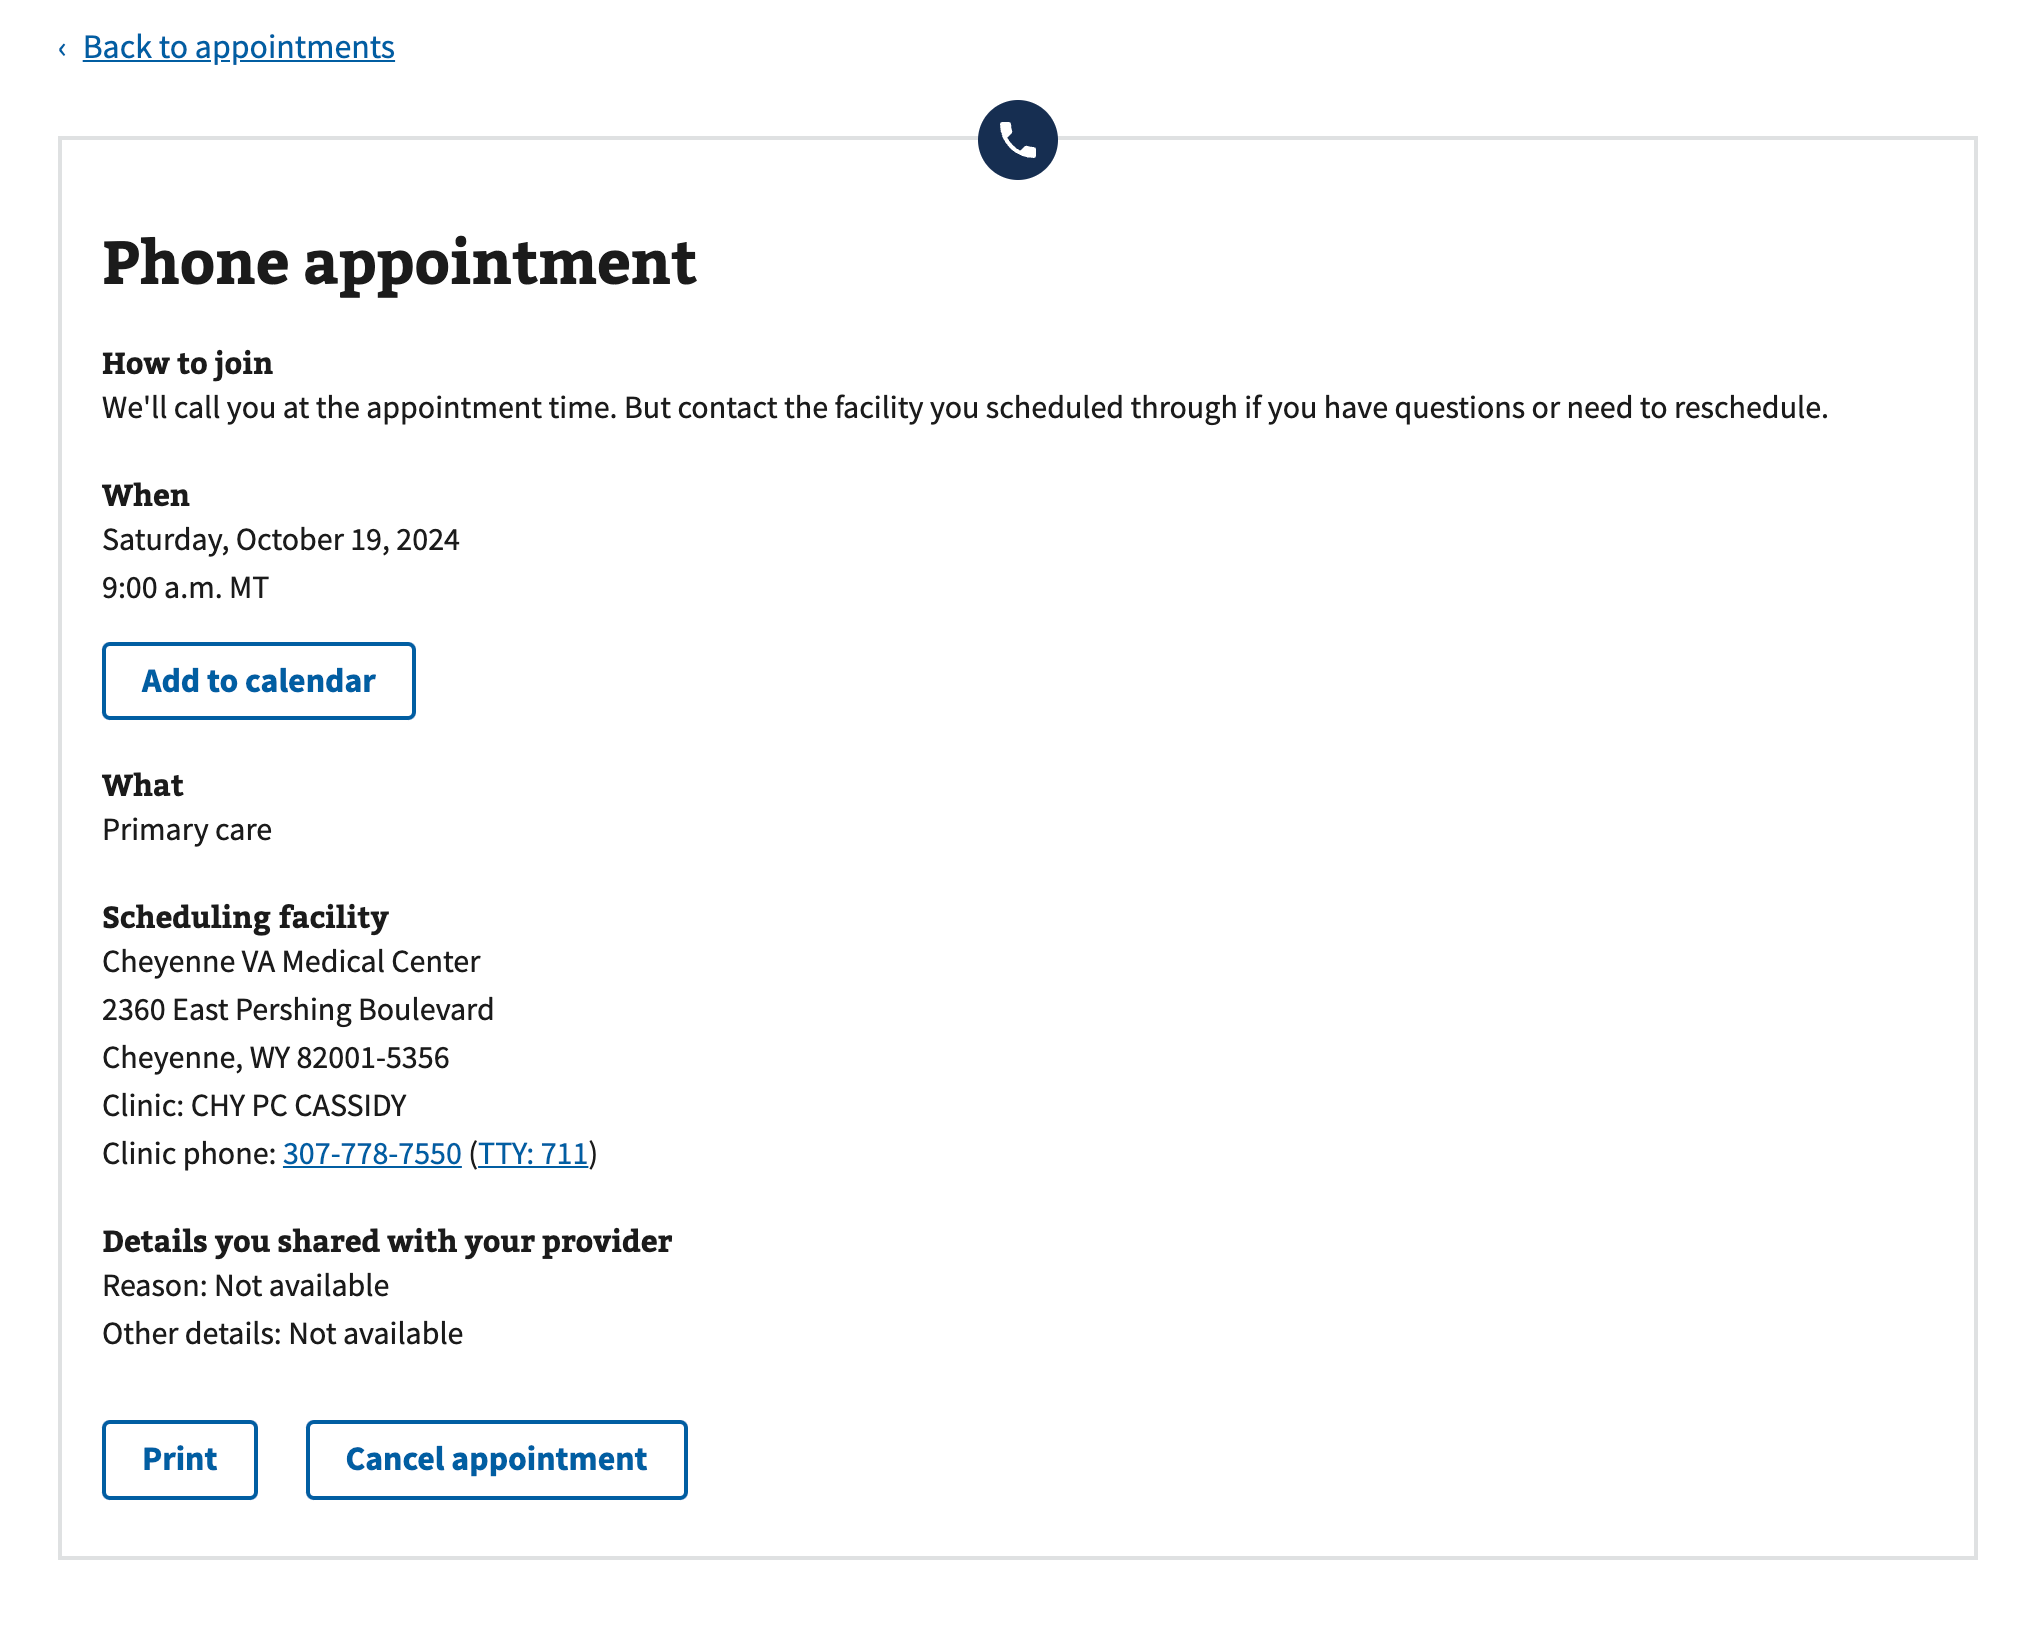 ‹ Back to appointments
Phone appointment
How to join
We'll call you at the appointment time. But contact the facility you scheduled through if you have questions or need to reschedule.
When
Saturday, October 19, 2024
9:00 a.m. MT
Add to calendar
What
Primary care
Scheduling facility
Cheyenne VA Medical Center
2360 East Pershing Boulevard
Cheyenne, WY 82001-5356
Clinic: CHY PC CASSIDY
Clinic phone: 307-778-7550 (TTY: 711)
Details you shared with your provider
Reason: Not available
Other details: Not available
Print Cancel appointment